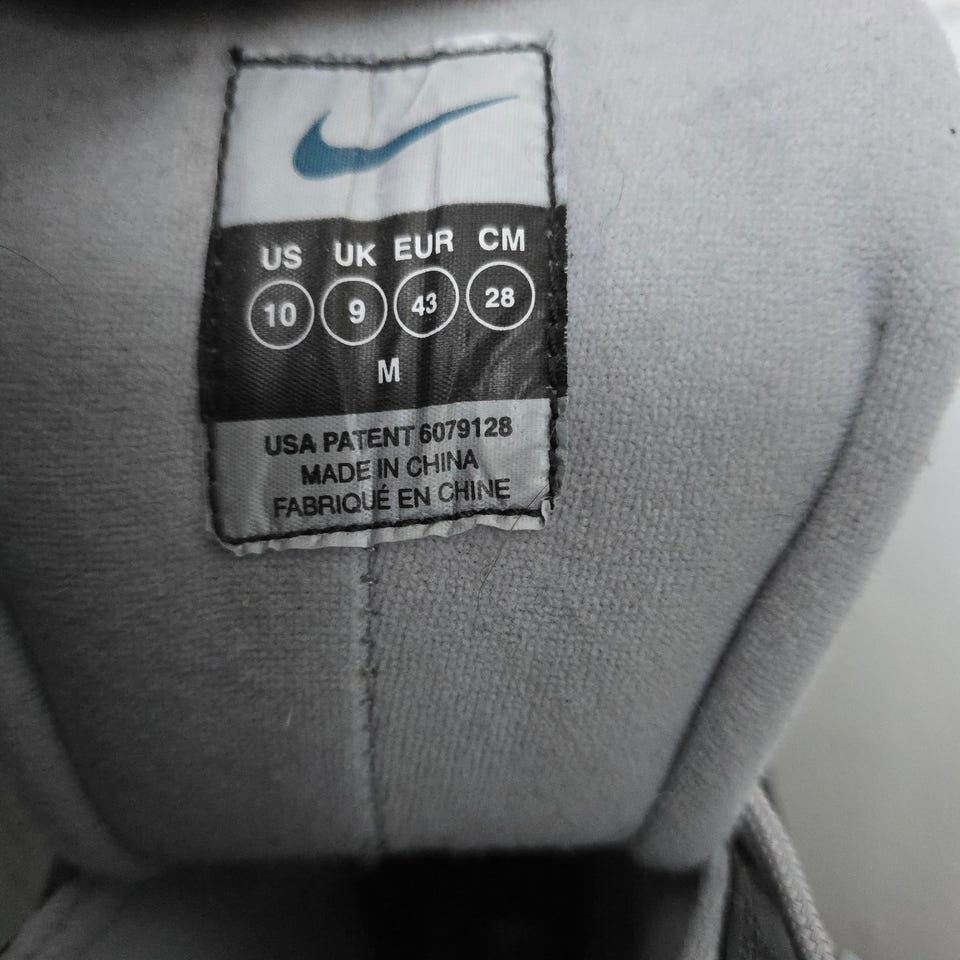 US UK EUR CM
10 9 43 28
M
USA PATENT 6079128
MADE IN CHINA
FABRIQUÉ EN CHINE